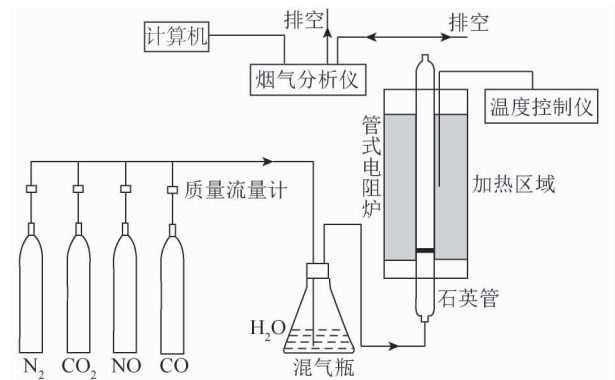 排空
排空
计算机
烟气分析仪
温度控制仪
管式电阻炉
加热区域
质量流量计
石英管
H₂O
混气瓶
N₂
CO₂
NO
CO